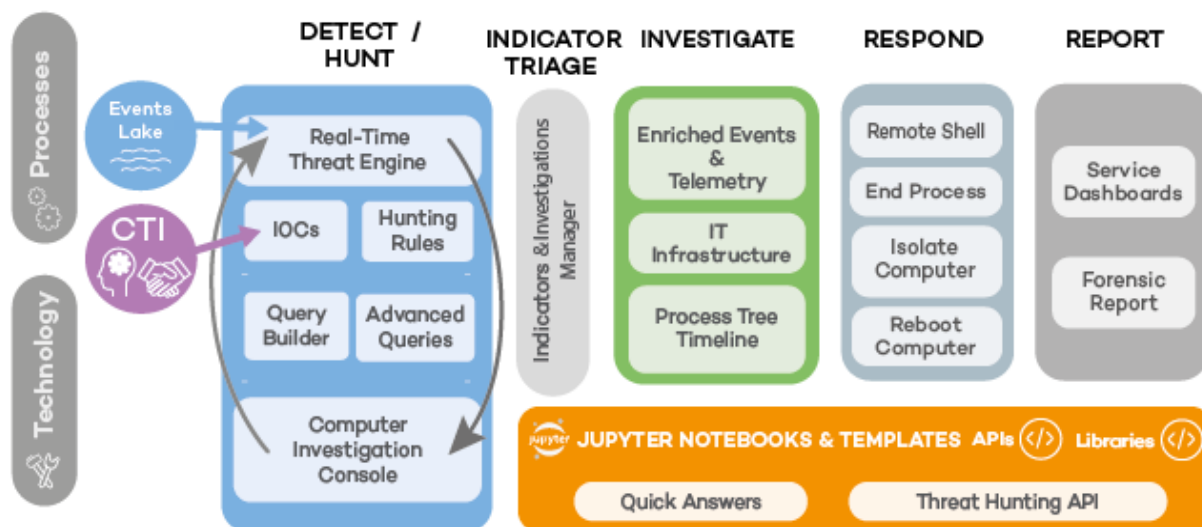 Processes
Technology
DETECT /
HUNT
INDICATOR
TRIAGE
INVESTIGATE
RESPOND
REPORT
Events
Lake
CTI
Real-Time
Threat Engine
IOCs
Hunting
Rules
Query
Builder
Advanced
Queries
Computer
Investigation
Console
Indicators & Investigations
Manager
Enriched Events
&
Telemetry
IT
Infrastructure
Process Tree
Timeline
Remote Shell
End Process
Isolate
Computer
Reboot
Computer
Service
Dashboards
Forensic
Report
jupyter JUPYTER NOTEBOOKS & TEMPLATES APIs </> Libraries </>
Quick Answers
Threat Hunting API